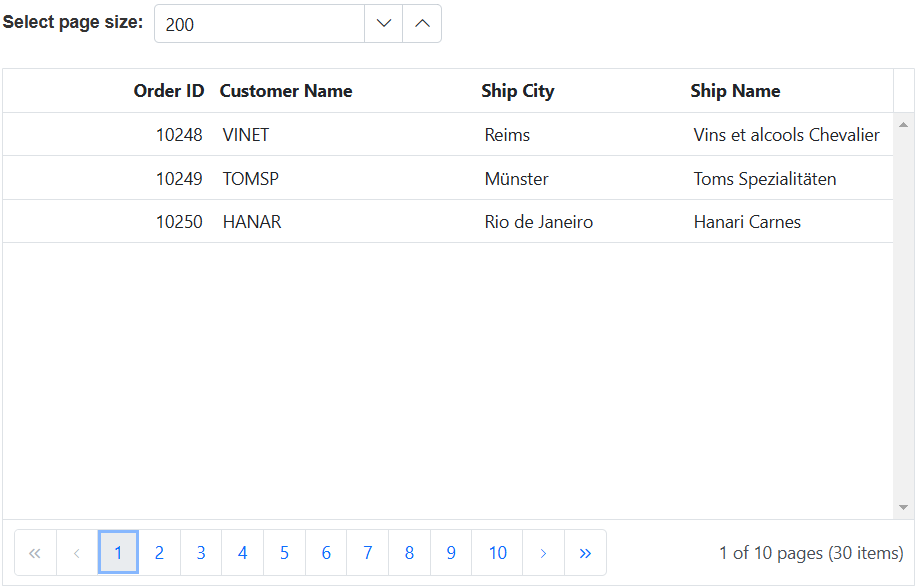 Select page size: 200
Order ID Customer Name Ship City Ship Name
10248 VINET Reims Vins et alcools Chevalier
10249 TOMSP Münster Toms Spezialitäten
10250 HANAR Rio de Janeiro Hanari Carnes
1 2 3 4 5 6 7 8 9 10 1 of 10 pages (30 items)